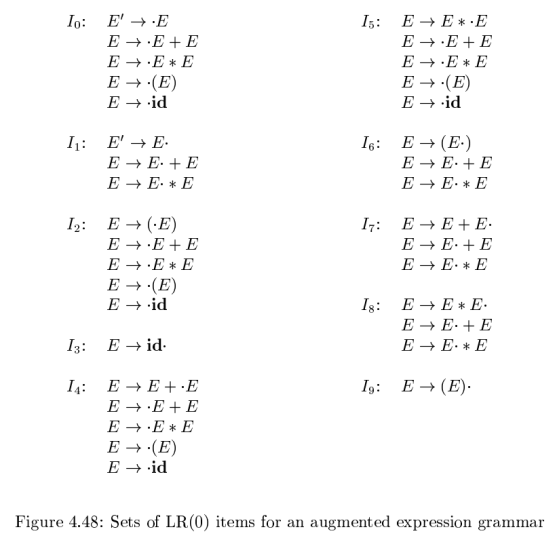 I₀: E′ → ·E
E → ·E + E
E → ·E ∗ E
E → ·(E)
E → ·id
I₁: E′ → E·
E → E· + E
E → E· ∗ E
I₂: E → (·E)
E → ·E + E
E → ·E ∗ E
E → ·(E)
E → ·id
I₃: E → id·
I₄: E → E + ·E
E → ·E + E
E → ·E ∗ E
E → ·(E)
E → ·id
I₅: E → E ∗ ·E
E → ·E + E
E → ·E ∗ E
E → ·(E)
E → ·id
I₆: E → (E·)
E → E· + E
E → E· ∗ E
I₇: E → E + E·
E → E· + E
E → E· ∗ E
I₈: E → E ∗ E·
E → E· + E
E → E· ∗ E
I₉: E → (E)·
Figure 4.48: Sets of LR(0) items for an augmented expression grammar